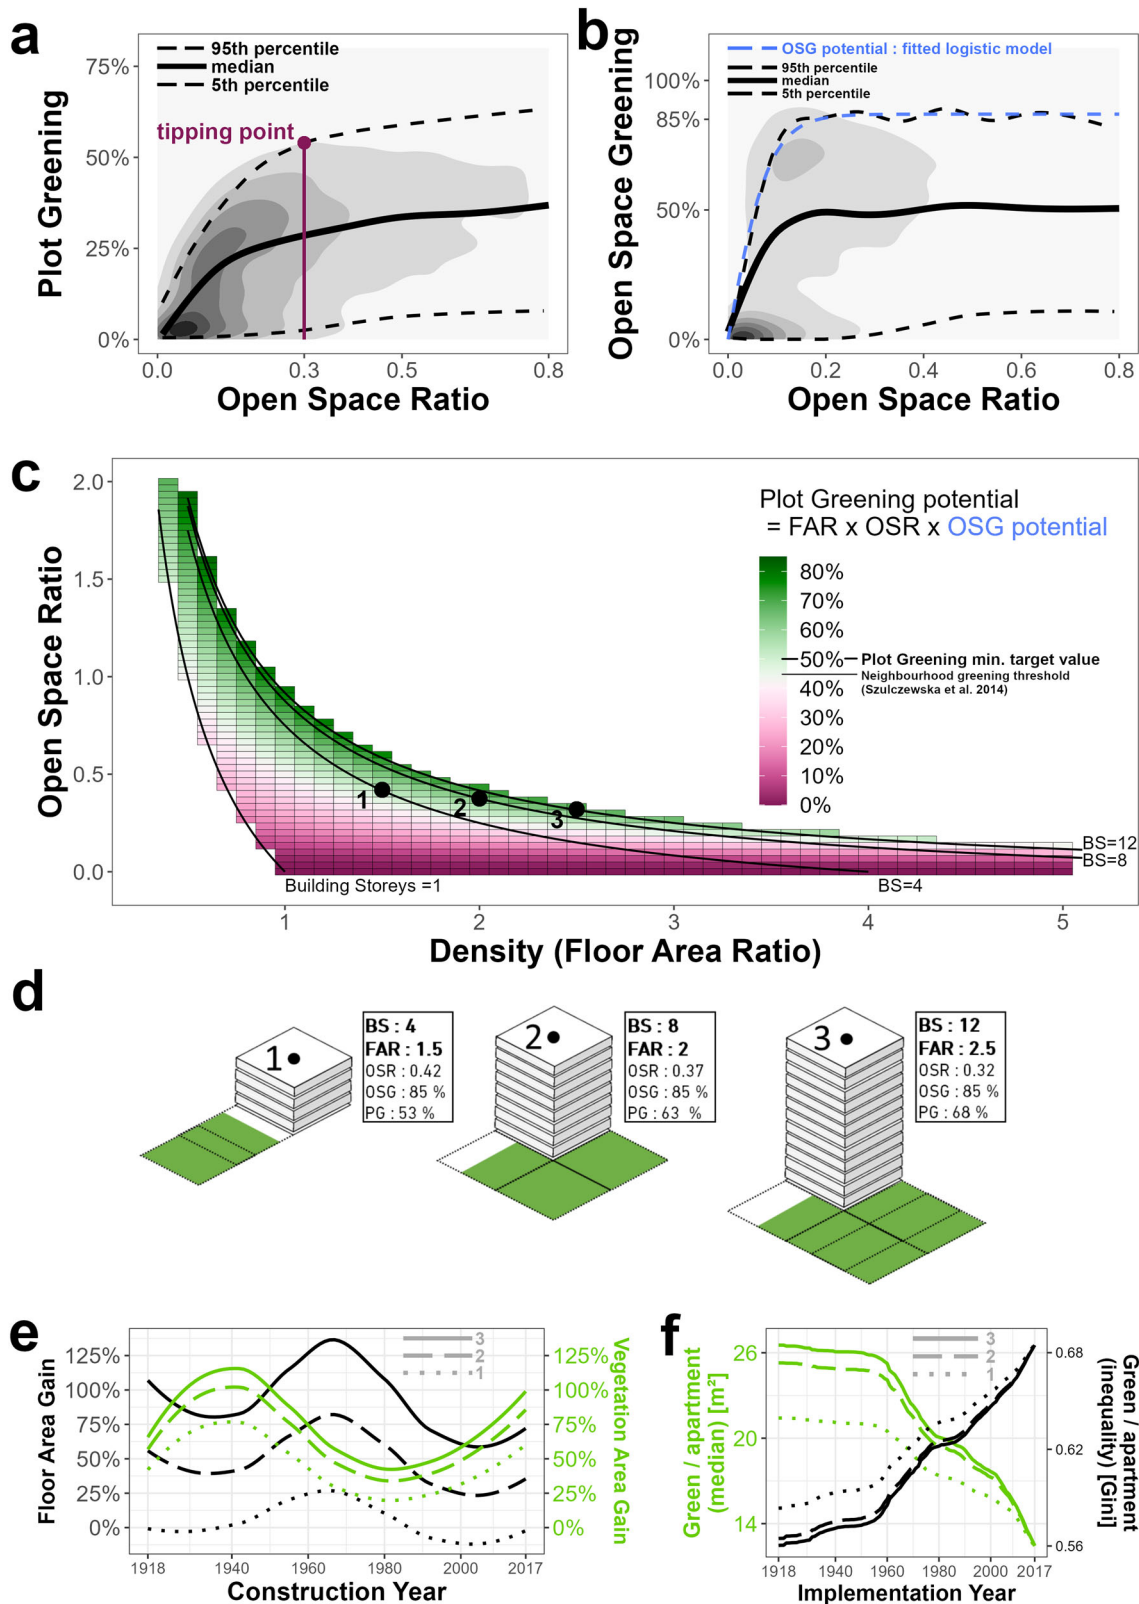 a
95th percentile
median
5th percentile
tipping point
Plot Greening
75%
50%
25%
0%
0.0
0.3
0.5
0.8
Open Space Ratio
b
OSG potential : fitted logistic model
95th percentile
median
5th percentile
Open Space Greening
100%
85%
50%
0%
0.0
0.2
0.4
0.6
0.8
Open Space Ratio
c
Open Space Ratio
2.0
1.5
1.0
0.5
0.0
Plot Greening potential
= FAR x OSR x OSG potential
80%
70%
60%
50%
40%
30%
20%
10%
0%
Plot Greening min. target value
Neighbourhood greening threshold
(Szulczewska et al. 2014)
1
2
3
BS=12
BS=8
Building Storeys =1
BS=4
1
2
3
4
5
Density (Floor Area Ratio)
d
1
BS : 4
FAR : 1.5
OSR : 0.42
OSG : 85 %
PG : 53 %
2
BS : 8
FAR : 2
OSR : 0.37
OSG : 85 %
PG : 63 %
3
BS : 12
FAR : 2.5
OSR : 0.32
OSG : 85 %
PG : 68 %
e
Floor Area Gain
125%
100%
75%
50%
25%
0%
3
2
1
125%
100%
75%
50%
25%
0%
Vegetation Area Gain
1918
1940
1960
1980
2000
2017
Construction Year
f
Green / apartment
(median) [m²]
26
20
14
3
2
1
0.68
0.62
0.56
Green / apartment
(inequality) [Gini]
1918
1940
1960
1980
2000
2017
Implementation Year